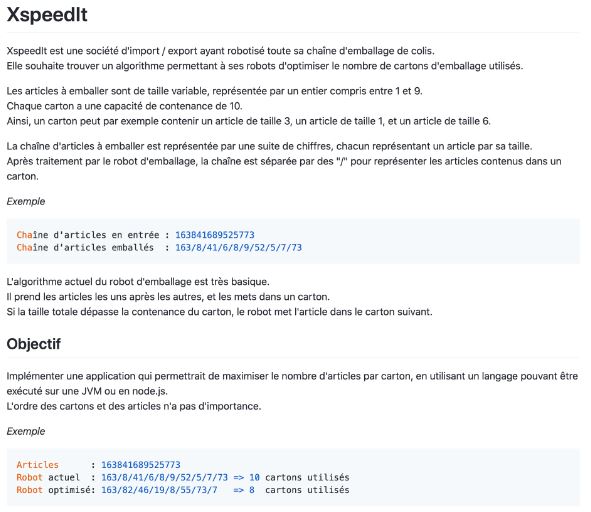 XspeedIt
XspeedIt est une société d'import / export ayant robotisé toute sa chaîne d'emballage de colis.
Elle souhaite trouver un algorithme permettant à ses robots d'optimiser le nombre de cartons d'emballage utilisés.
Les articles à emballer sont de taille variable, représentée par un entier compris entre 1 et 9.
Chaque carton a une capacité de contenance de 10.
Ainsi, un carton peut par exemple contenir un article de taille 3, un article de taille 1, et un article de taille 6.
La chaîne d'articles à emballer est représentée par une suite de chiffres, chacun représentant un article par sa taille.
Après traitement par le robot d'emballage, la chaîne est séparée par des "/" pour représenter les articles contenus dans un
carton.
Exemple
Chaîne d'articles en entrée : 163841689525773
Chaîne d'articles emballés : 163/8/41/6/8/9/52/5/7/73
L'algorithme actuel du robot d'emballage est très basique.
Il prend les articles les uns après les autres, et les mets dans un carton.
Si la taille totale dépasse la contenance du carton, le robot met l'article dans le carton suivant.
Objectif
Implémenter une application qui permettrait de maximiser le nombre d'articles par carton, en utilisant un langage pouvant être
exécuté sur une JVM ou en node.js.
L'ordre des cartons et des articles n'a pas d'importance.
Exemple
Articles : 163841689525773
Robot actuel : 163/8/41/6/8/9/52/5/7/73 => 10 cartons utilisés
Robot optimisé: 163/82/46/19/8/55/73/7 => 8 cartons utilisés